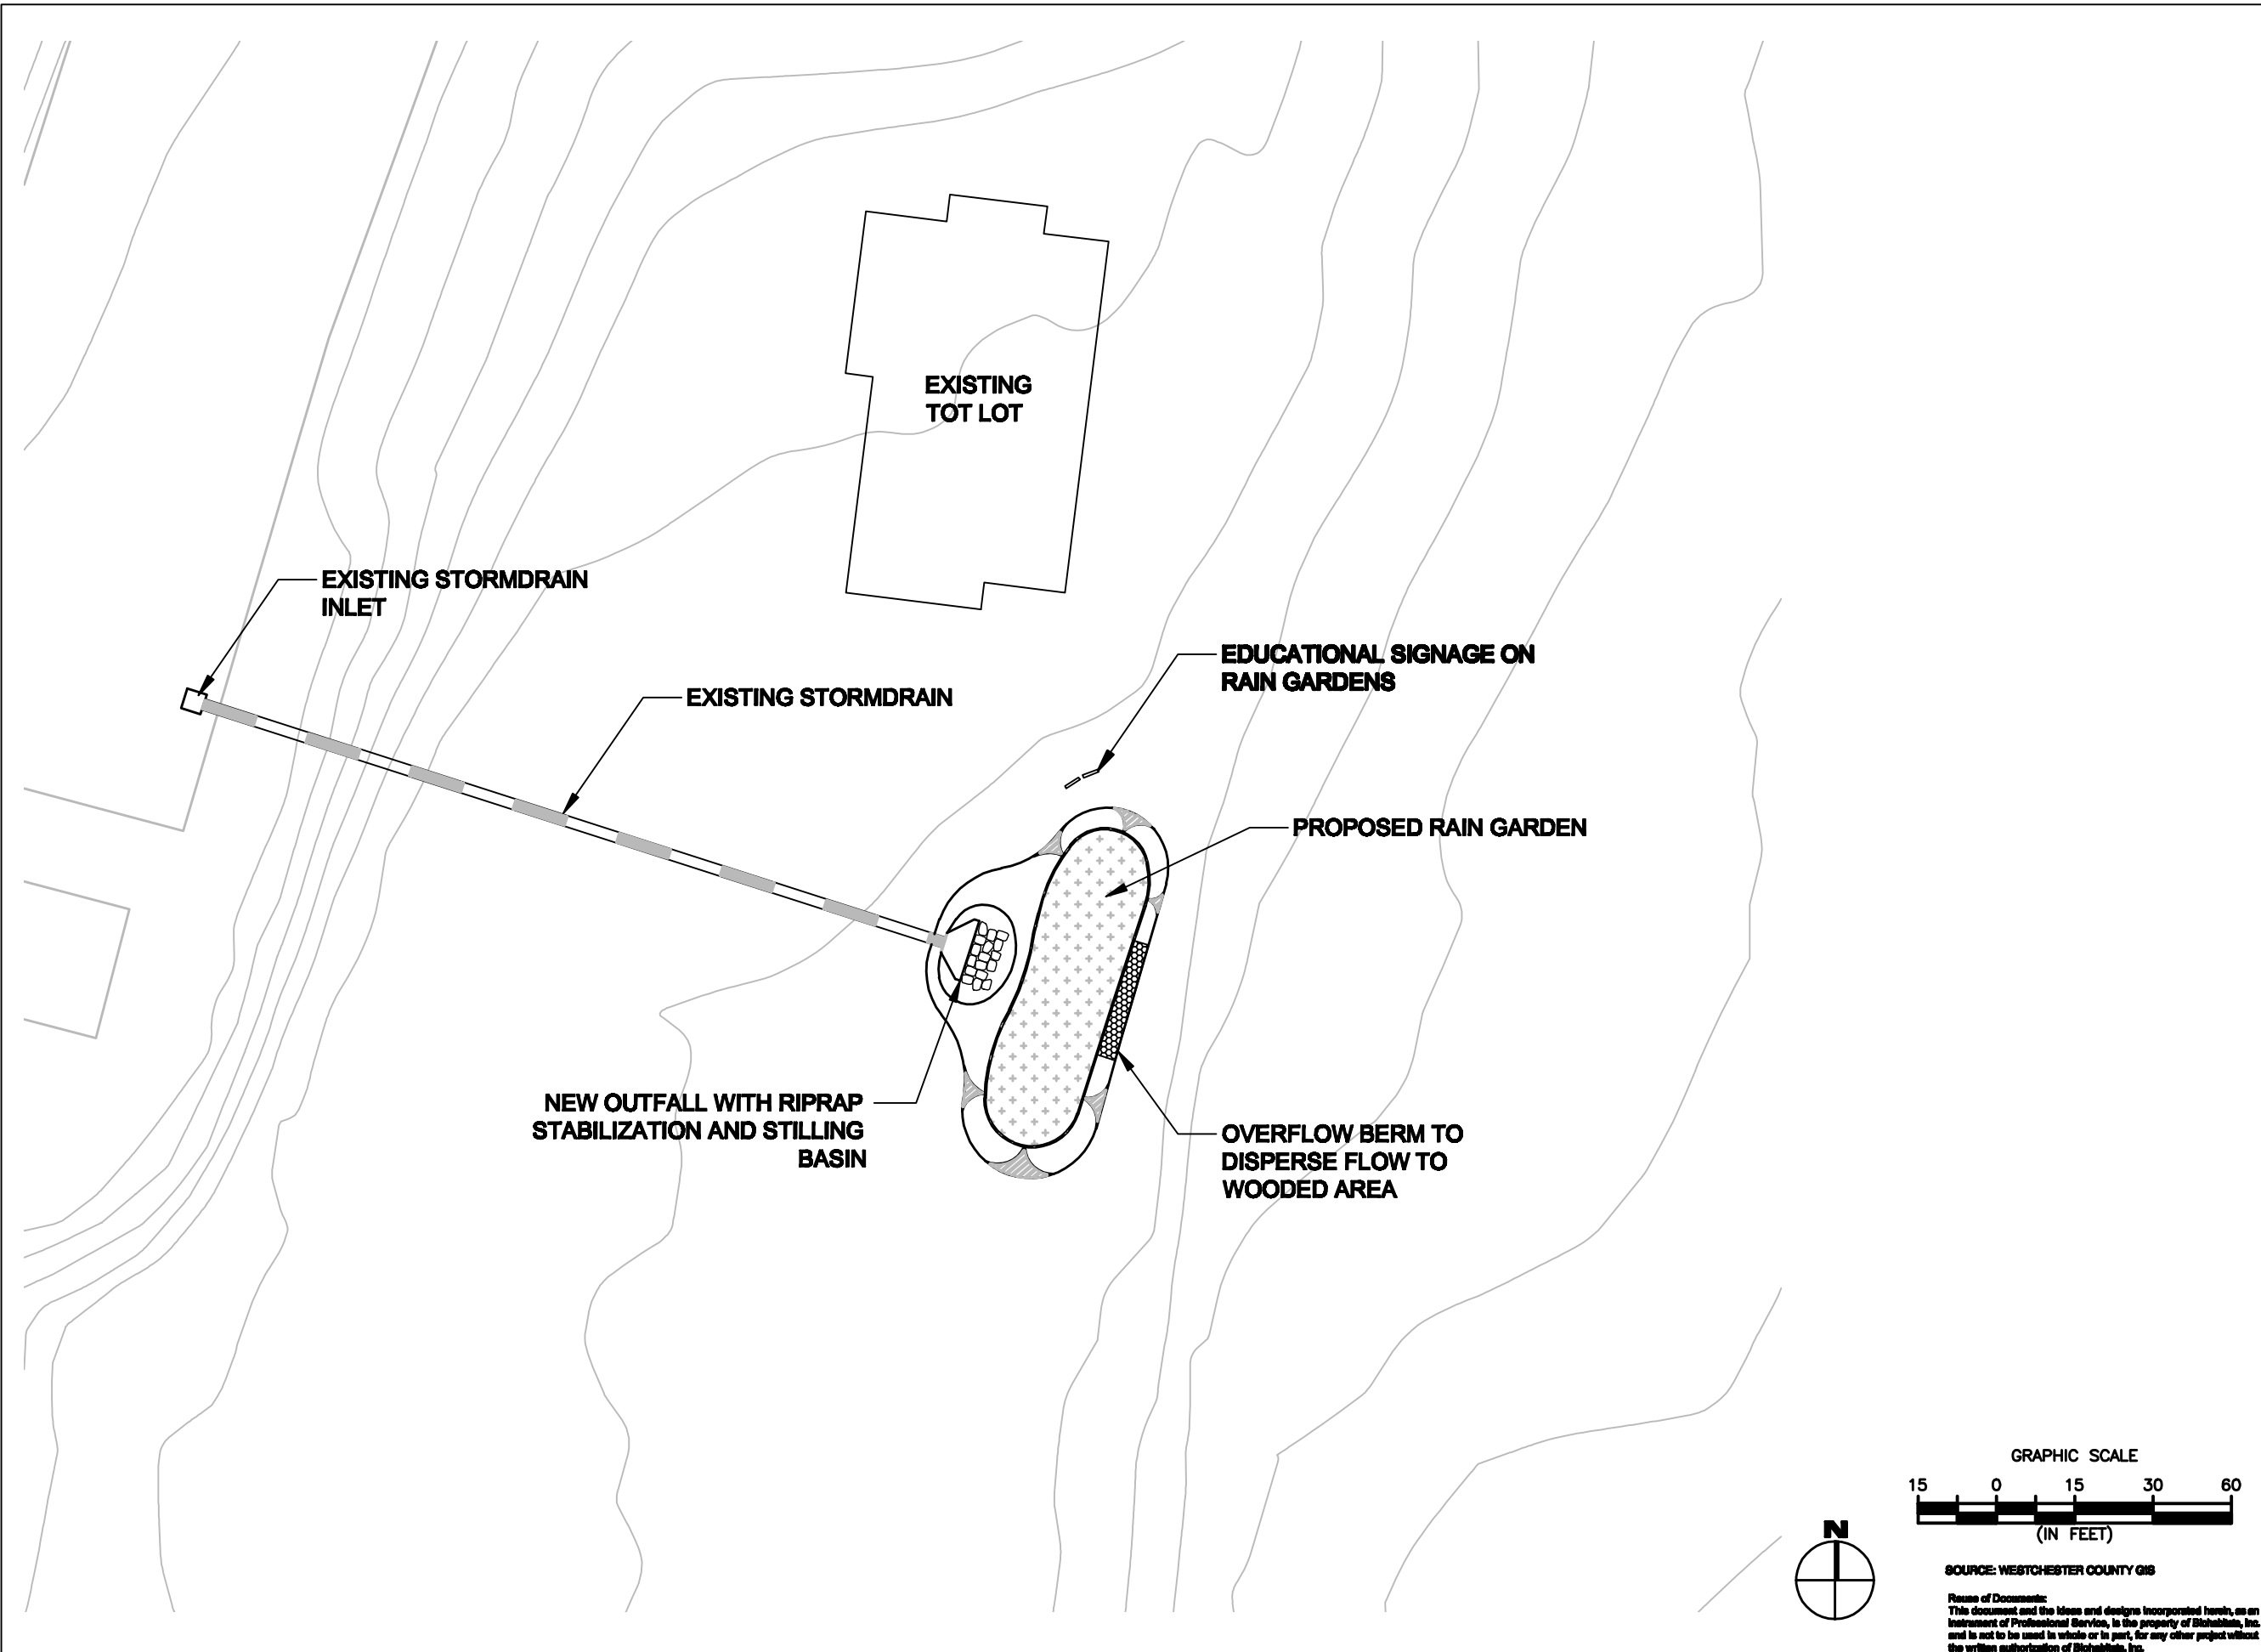 EXISTING
TOT LOT
EXISTING STORMDRAIN
INLET
EDUCATIONAL SIGNAGE ON
RAIN GARDENS
EXISTING STORMDRAIN
PROPOSED RAIN GARDEN
NEW OUTFALL WITH RIPRAP
STABILIZATION AND STILLING
BASIN
OVERFLOW BERM TO
DISPERSE FLOW TO
WOODED AREA
GRAPHIC SCALE
15 0 15 30 60
(IN FEET)
N
SOURCE: WESTCHESTER COUNTY GIS
Reuse of Documents:
This document and the ideas and designs incorporated herein, as an
instrument of Professional Service, is the property of Biohabitats, Inc.
and is not to be used in whole or in part, for any other project without
the written authorization of Biohabitats, Inc.